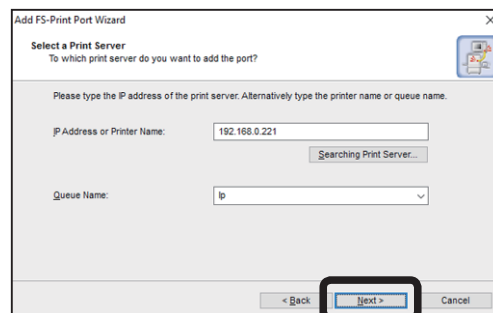 Add FS-Print Port Wizard
Select a Print Server
To which print server do you want to add the port?
Please type the IP address of the print server. Alternatively type the printer name or queue name.
IP Address or Printer Name:
192.168.0.221
Searching Print Server...
Queue Name:
lp
< Back
Next >
Cancel